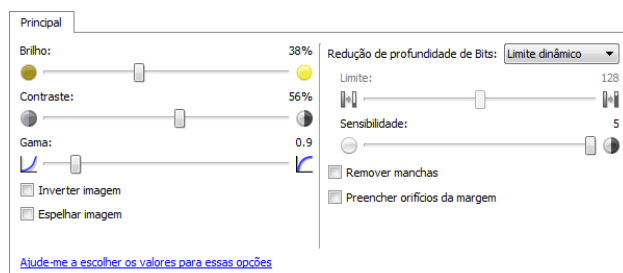 Principal
Brilho: 38%
Contraste: 56%
Gama: 0.9
Inverter imagem
Espelhar imagem
Ajude-me a escolher os valores para essas opções
Redução de profundidade de Bits: Limite dinâmico
Limite: 128
Sensibilidade: 5
Remover manchas
Preencher orifícios da margem